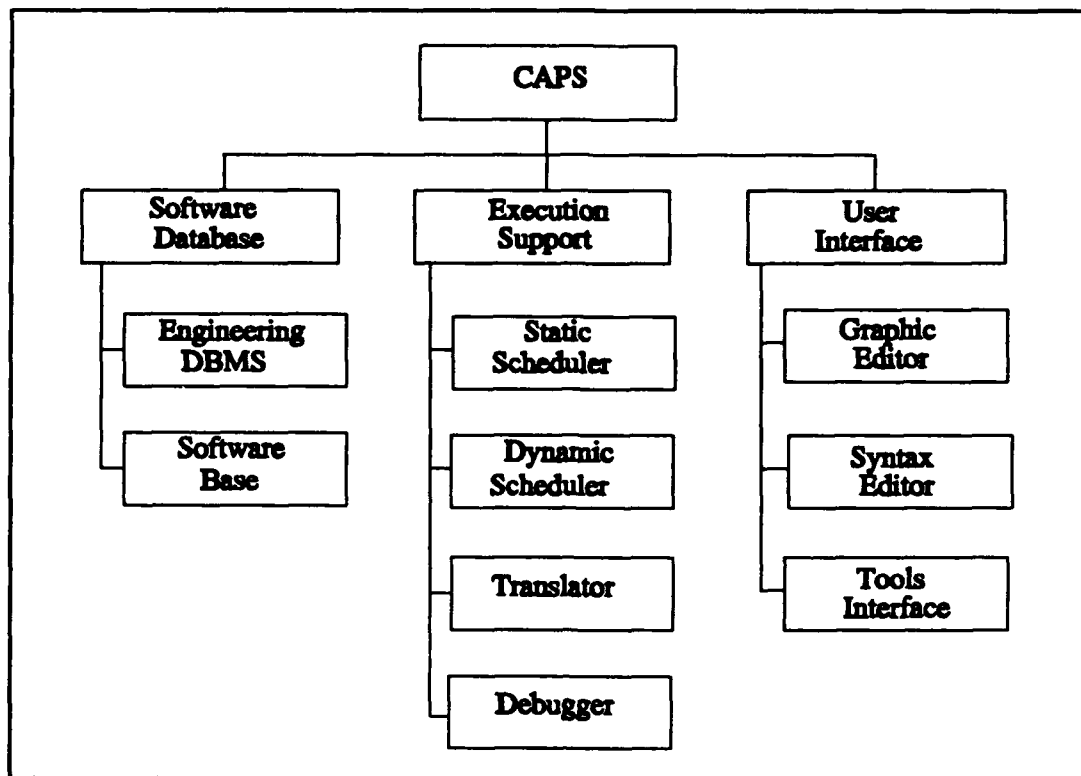 CAPS
Software
Database
Execution
Support
User
Interface
Engineering
DBMS
Software
Base
Static
Scheduler
Dynamic
Scheduler
Translator
Debugger
Graphic
Editor
Syntax
Editor
Tools
Interface